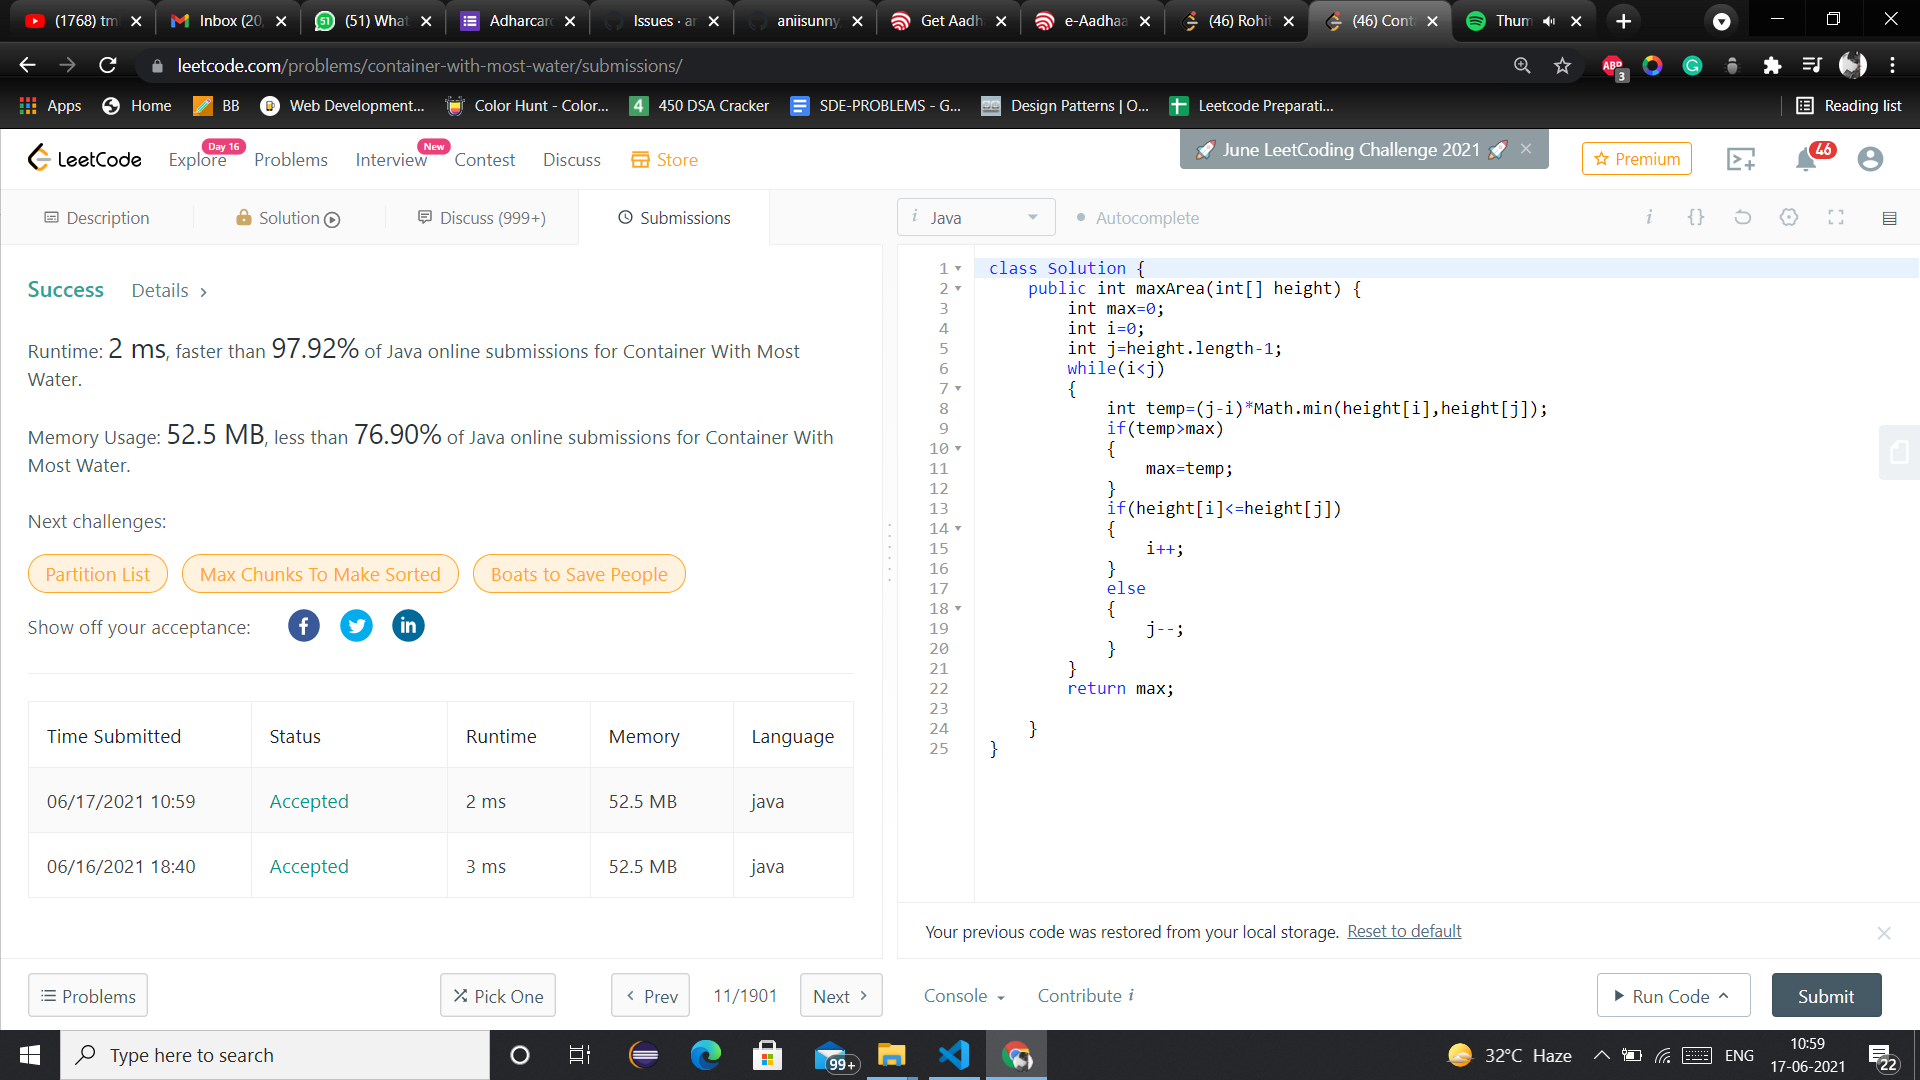 (1768) tm
Inbox (20
(51) What
Adharcard
Issues · ar
aniisunny
Get Aadh
e-Aadhaa
(46) Rohit
(46) Cont
Thum
leetcode.com/problems/container-with-most-water/submissions/
ABP
3
Apps
Home
BB
Web Development...
Color Hunt - Color...
4
450 DSA Cracker
SDE-PROBLEMS - G...
Design Patterns | O...
Leetcode Preparati...
Reading list
LeetCode
Explore
Day 16
Problems
Interview
New
Contest
Discuss
Store
🚀 June LeetCoding Challenge 2021 🚀
Premium
46
Description
Solution
Discuss (999+)
Submissions
i Java
Autocomplete
i
{}
Success
Details
Runtime: 2 ms, faster than 97.92% of Java online submissions for Container With Most
Water.
Memory Usage: 52.5 MB, less than 76.90% of Java online submissions for Container With
Most Water.
Next challenges:
Partition List
Max Chunks To Make Sorted
Boats to Save People
Show off your acceptance:
Time Submitted Status Runtime Memory Language
06/17/2021 10:59 Accepted 2 ms 52.5 MB java
06/16/2021 18:40 Accepted 3 ms 52.5 MB java
1 class Solution {
2 public int maxArea(int[] height) {
3 int max=0;
4 int i=0;
5 int j=height.length-1;
6 while(i<j)
7 {
8 int temp=(j-i)*Math.min(height[i],height[j]);
9 if(temp>max)
10 {
11 max=temp;
12 }
13 if(height[i]<=height[j])
14 {
15 i++;
16 }
17 else
18 {
19 j--;
20 }
21 }
22 return max;
23
24 }
25 }
Your previous code was restored from your local storage. Reset to default
Problems
Pick One
Prev
11/1901
Next
Console
Contribute i
Run Code
Submit
Type here to search
99+
32°C Haze
ENG
10:59
17-06-2021
22